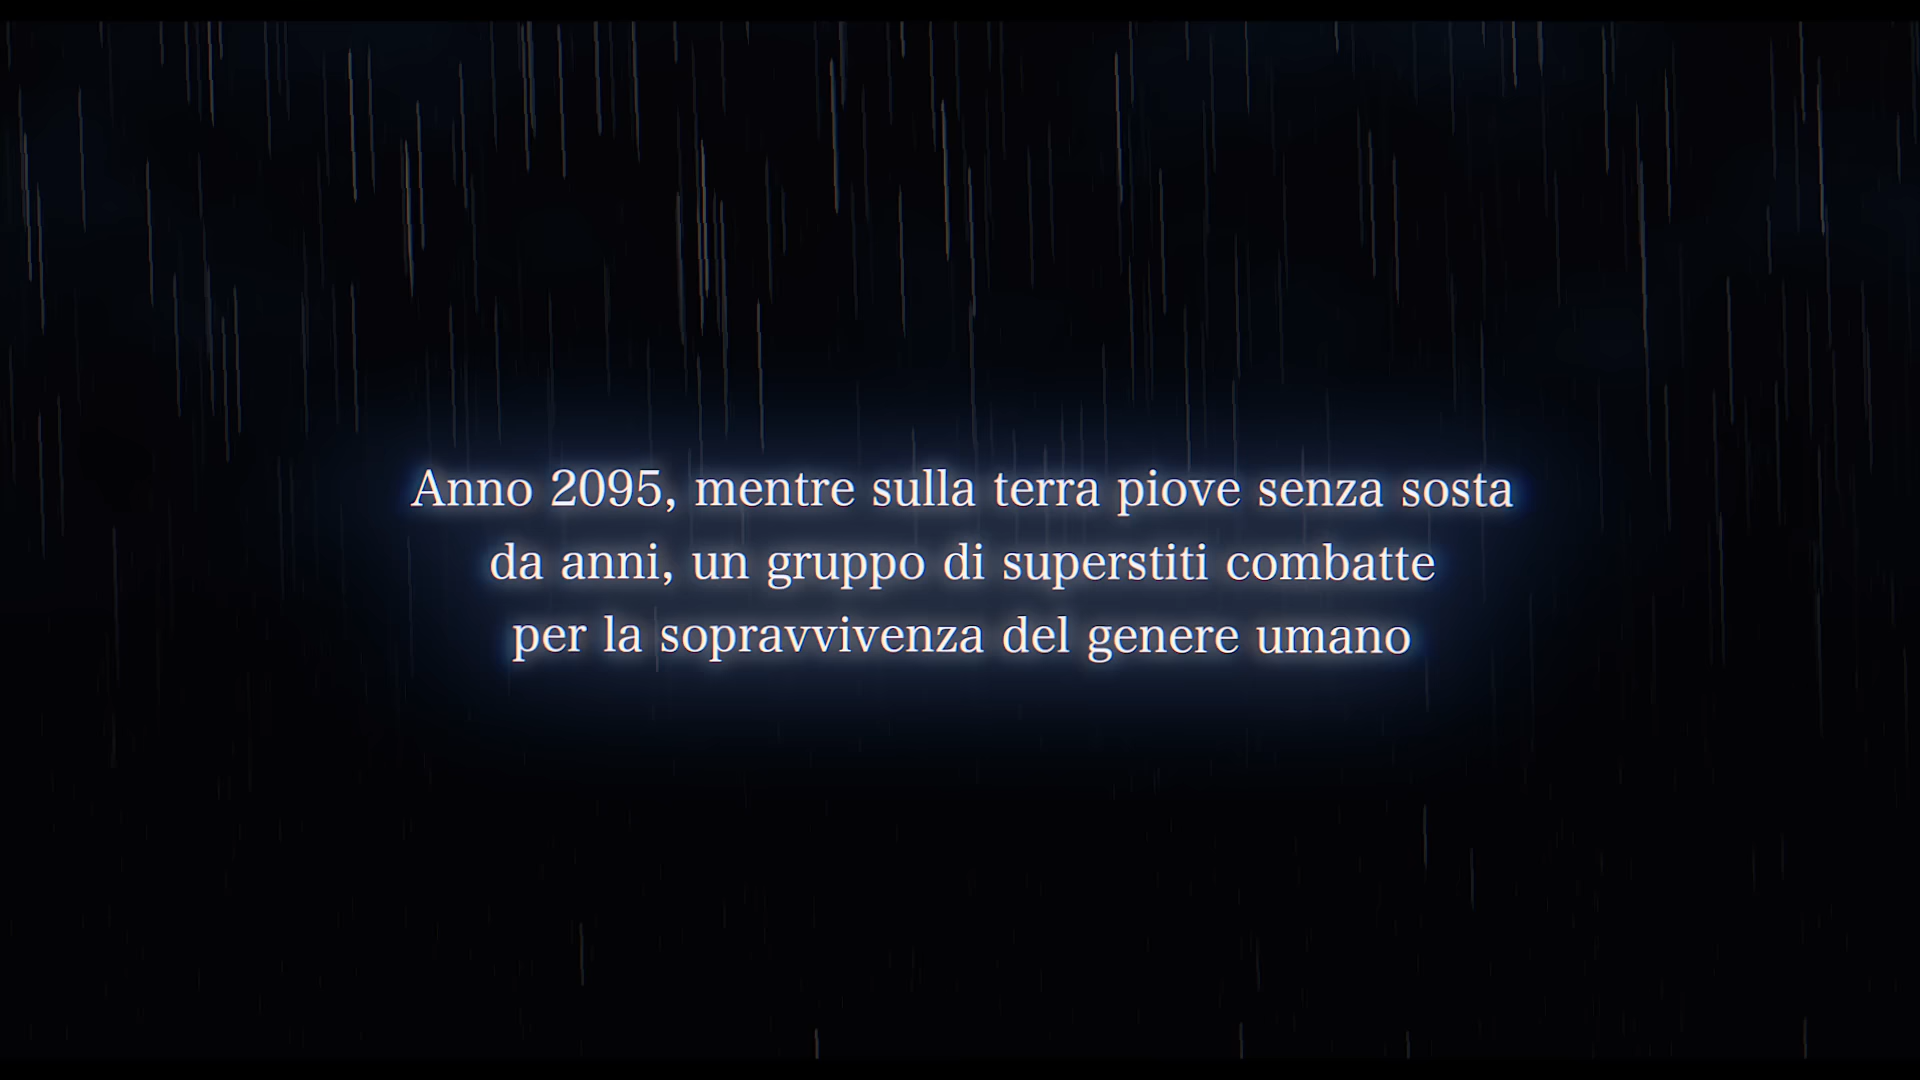 Anno 2095, mentre sulla terra piove senza sosta
da anni, un gruppo di superstiti combatte
per la sopravvivenza del genere umano